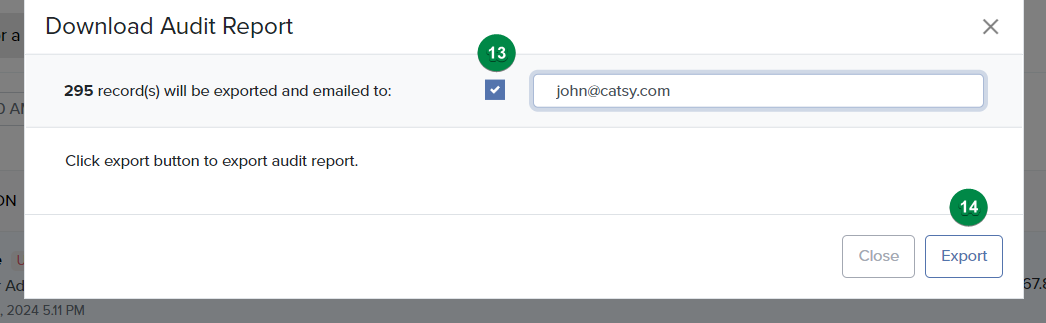 Download Audit Report
r a
13
295 record(s) will be exported and emailed to:
john@catsy.com
Click export button to export audit report.
ON
14
Close
Export
Ad
67.8
, 2024 5.11 PM